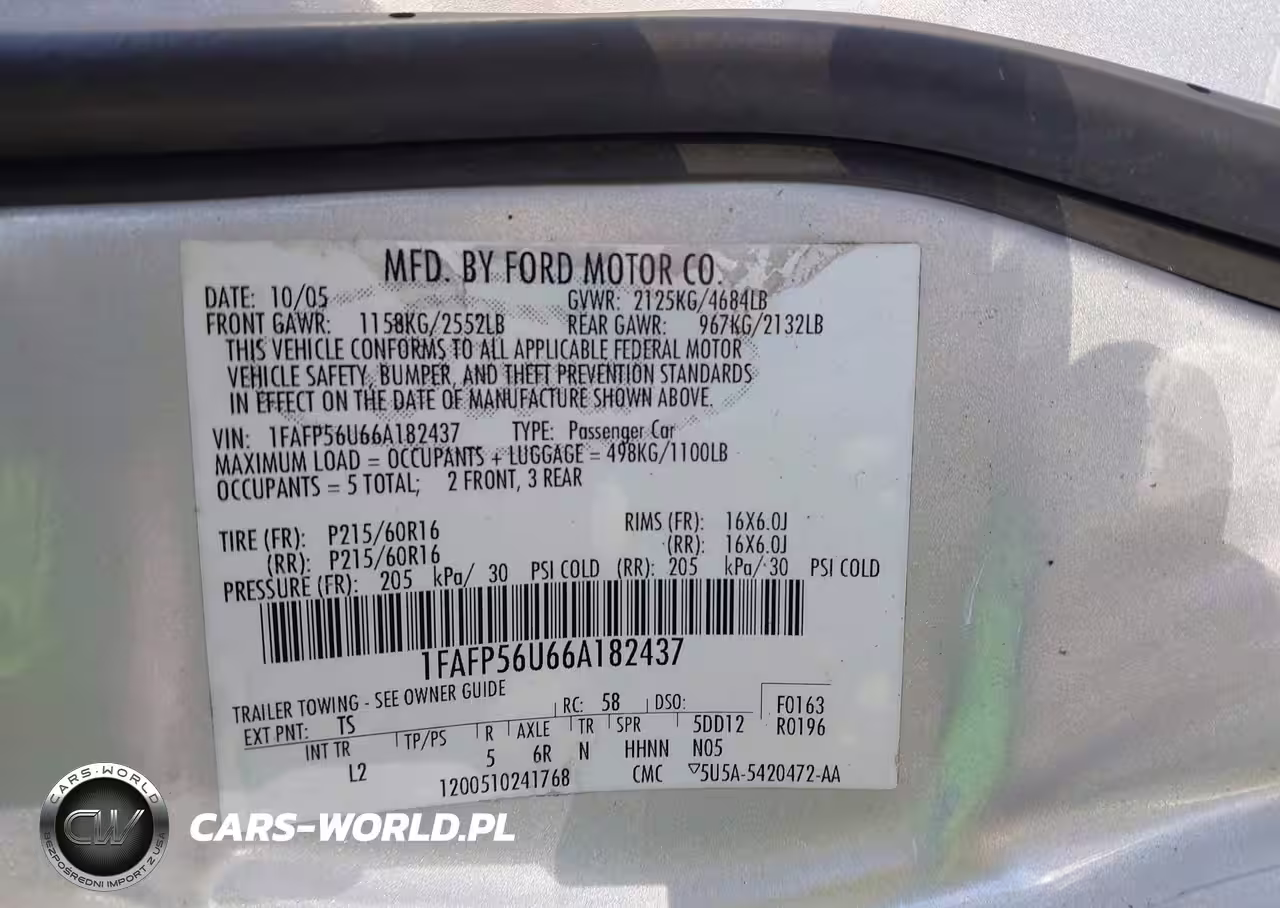 MFD. BY FORD MOTOR CO.
DATE: 10/05 GVWR: 2125KG/4684LB
FRONT GAWR: 1158KG/2552LB REAR GAWR: 967KG/2132LB
THIS VEHICLE CONFORMS TO ALL APPLICABLE FEDERAL MOTOR
VEHICLE SAFETY, BUMPER, AND THEFT PREVENTION STANDARDS
IN EFFECT ON THE DATE OF MANUFACTURE SHOWN ABOVE.
VIN: 1FAFP56U66A182437 TYPE: Passenger Car
MAXIMUM LOAD = OCCUPANTS + LUGGAGE = 498KG/1100LB
OCCUPANTS = 5 TOTAL; 2 FRONT, 3 REAR
TIRE (FR): P215/60R16 RIMS (FR): 16X6.0J
(RR): P215/60R16 (RR): 16X6.0J
PRESSURE (FR): 205 kPa/ 30 PSI COLD (RR): 205 kPa/ 30 PSI COLD
1FAFP56U66A182437
TRAILER TOWING - SEE OWNER GUIDE
EXT PNT: TS RC: 58 DSO: F0163
INT TR TP/PS R AXLE TR SPR 5DD12 R0196
L2 5 6R N HHNN N05
1200510241768 CMC ▽5U5A-5420472-AA
CARS-WORLD
CW
BEZPOŚREDNI IMPORT Z USA
CARS-WORLD.PL